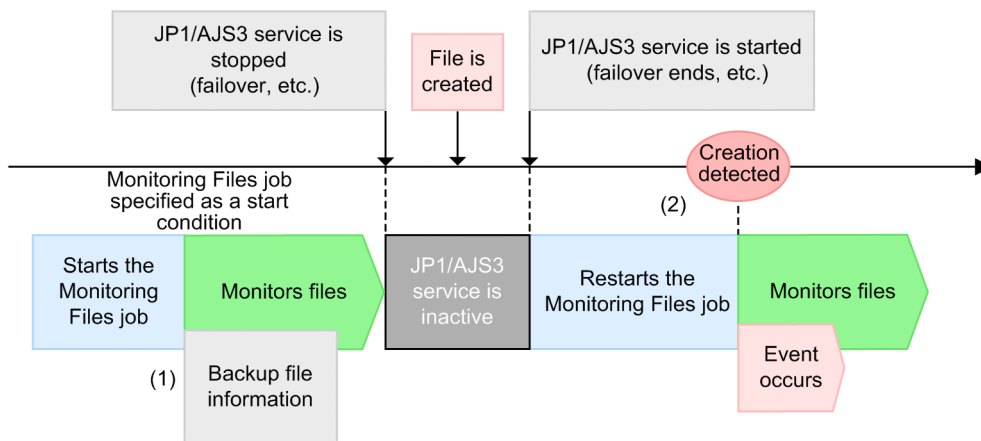 JP1/AJS3 service is
stopped
(failover, etc.)
File is
created
JP1/AJS3 service is started
(failover ends, etc.)
Creation
detected
Monitoring Files job
specified as a start
condition
(2)
Starts the
Monitoring
Files job
Monitors files
JP1/AJS3
service is
inactive
Restarts the
Monitoring Files job
Monitors files
(1)
Backup file
information
Event
occurs